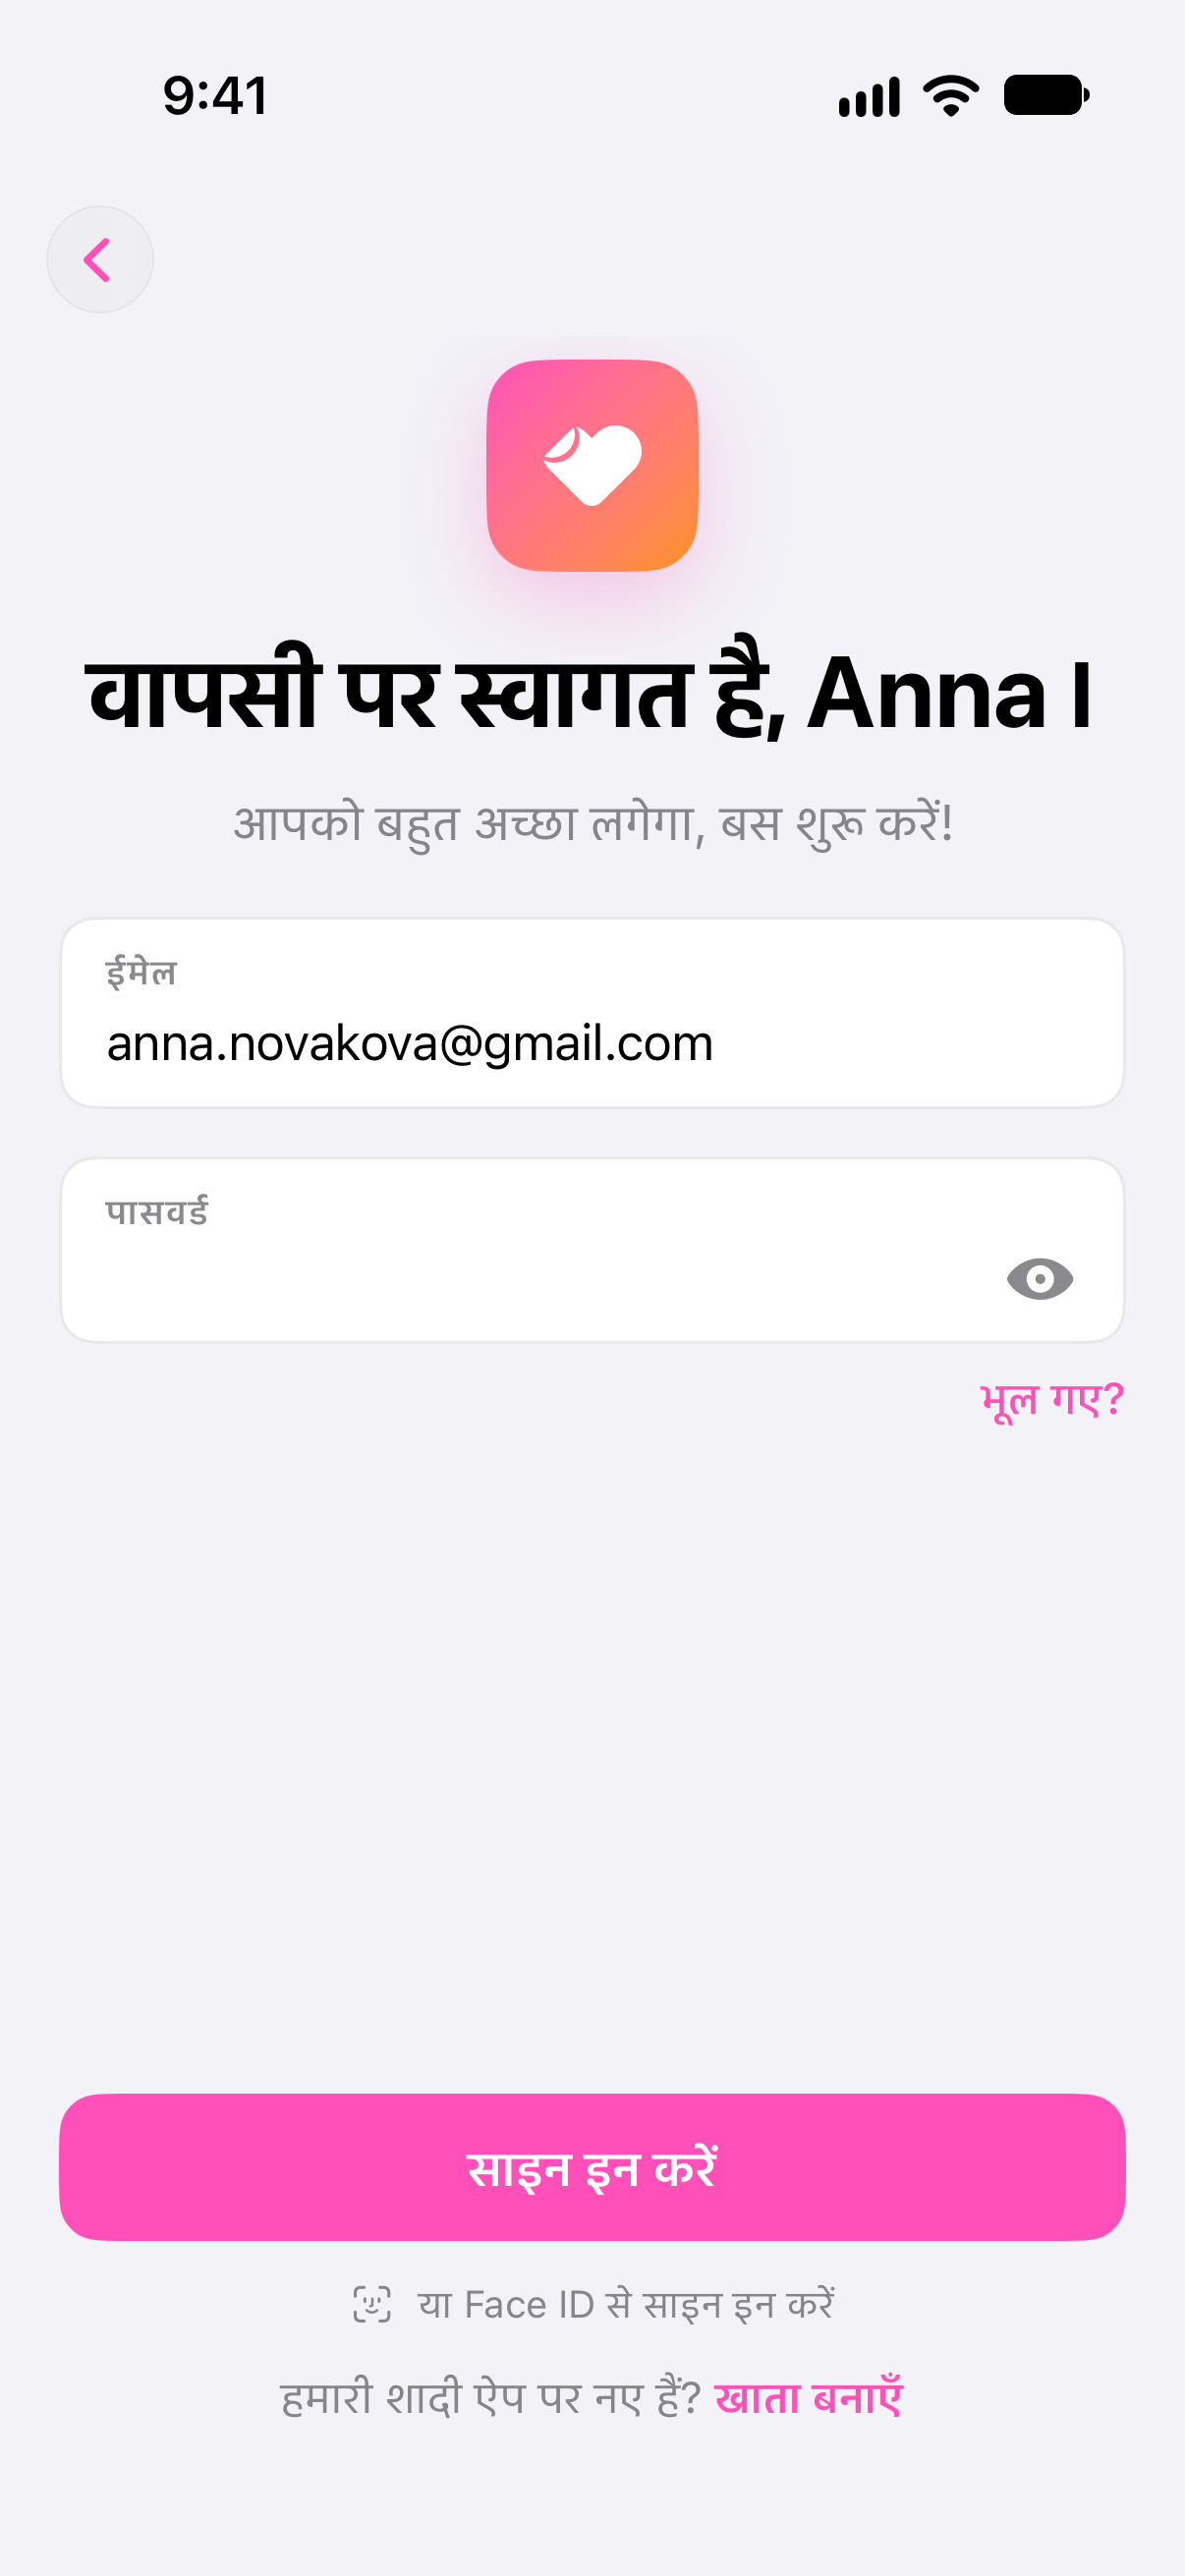 9:41
वापसी पर स्वागत है, Anna।
आपको बहुत अच्छा लगेगा, बस शुरू करें!
ईमेल
anna.novakova@gmail.com
पासवर्ड
भूल गए?
साइन इन करें
या Face ID से साइन इन करें
हमारी शादी ऐप पर नए हैं? खाता बनाएँ